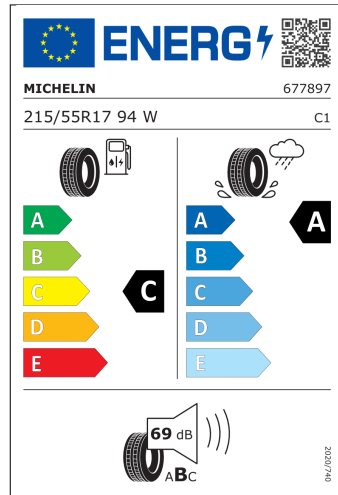 ENERG
MICHELIN 677897
215/55R17 94 W C1
A A A
B B
C C C
D D
E E
69 dB
ABC
2020/740